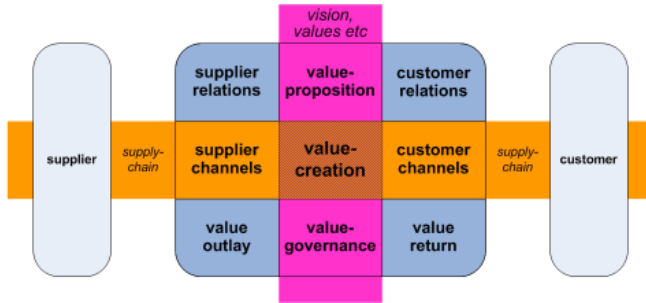 vision,
values etc
supplier
relations
value-
proposition
customer
relations
supplier
supply-
chain
supplier
channels
value-
creation
customer
channels
supply-
chain
customer
value
outlay
value-
governance
value
return